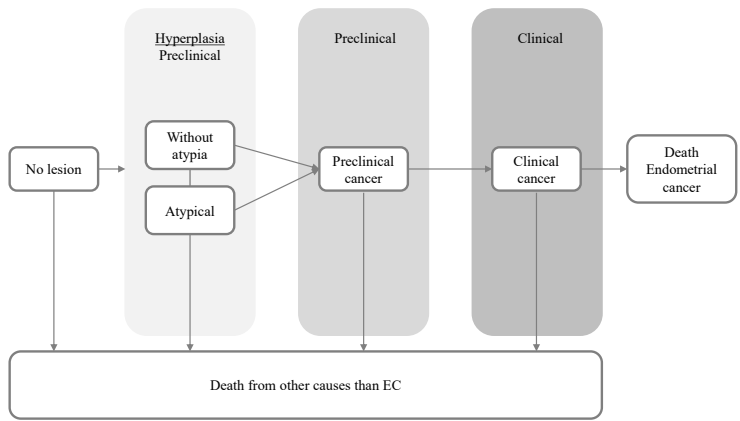 Hyperplasia
Preclinical
Preclinical
Clinical
No lesion
Without
atypia
Atypical
Preclinical
cancer
Clinical
cancer
Death
Endometrial
cancer
Death from other causes than EC